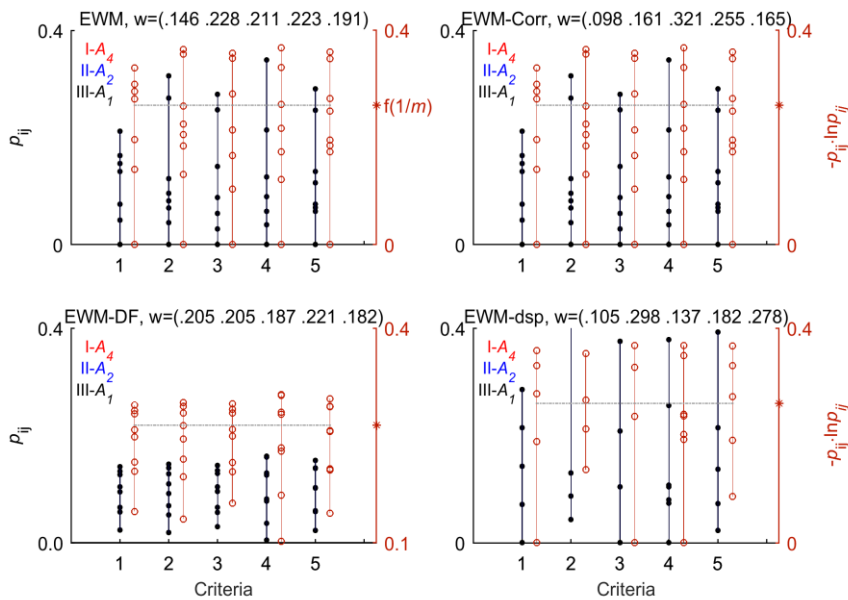 EWM, w=(.146 .228 .211 .223 .191)
0.4
0.4
I-A4
II-A2
III-A1
f(1/m)
pij
0
0
1 2 3 4 5
EWM-Corr, w=(.098 .161 .321 .255 .165)
0.4
0.4
I-A4
II-A2
III-A1
-pij·lnpij
0
0
1 2 3 4 5
EWM-DF, w=(.205 .205 .187 .221 .182)
0.4
0.4
I-A4
II-A2
III-A1
pij
0.0
0.1
1 2 3 4 5
Criteria
EWM-dsp, w=(.105 .298 .137 .182 .278)
0.4
0.4
I-A4
II-A2
III-A1
pij
-pij·lnpij
0
0
1 2 3 4 5
Criteria